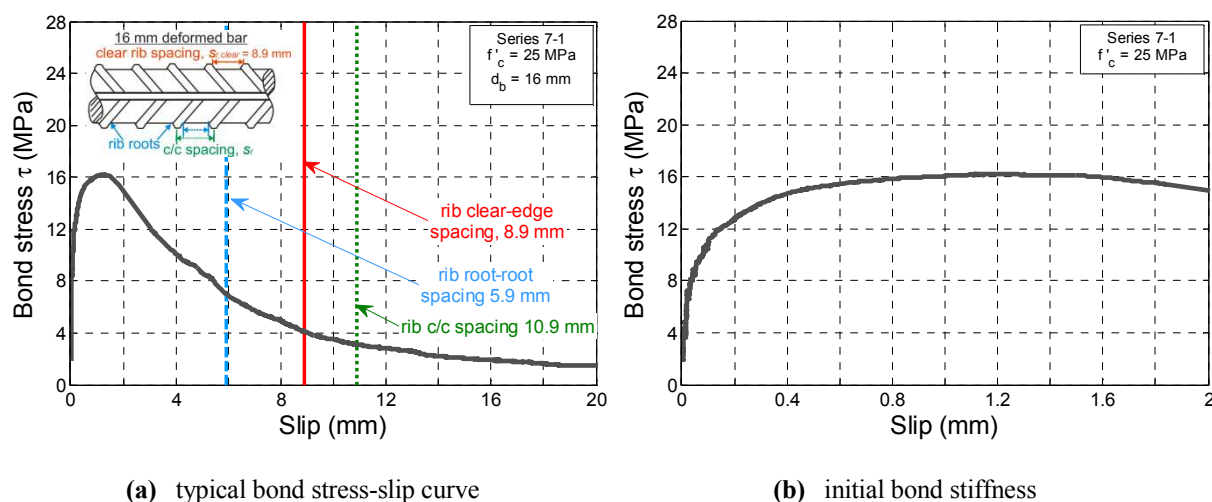 28
24
20
16
12
8
4
0
Bond stress τ (MPa)
16 mm deformed bar
clear rib spacing, sr,clear = 8.9 mm
rib roots
c/c spacing, sr
Series 7-1
f'c = 25 MPa
db = 16 mm
rib clear-edge
spacing, 8.9 mm
rib root-root
spacing 5.9 mm
rib c/c spacing 10.9 mm
0 4 8 12 16 20
Slip (mm)
(a) typical bond stress-slip curve
28
24
20
16
12
8
4
0
Bond stress τ (MPa)
Series 7-1
f'c = 25 MPa
db = 16 mm
0 0.4 0.8 1.2 1.6 2
Slip (mm)
(b) initial bond stiffness